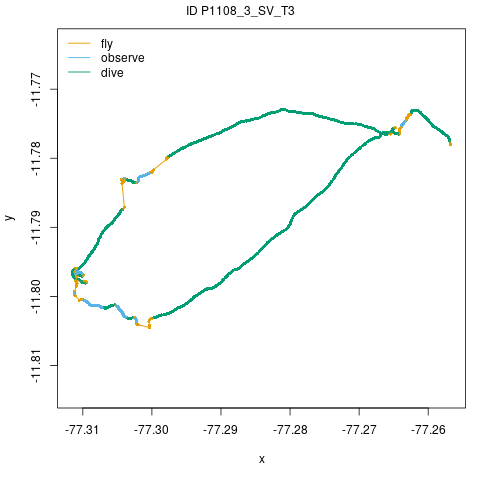 ID P1108_3_SV_T3
fly
observe
dive
y
-11.77
-11.78
-11.79
-11.80
-11.81
-77.31 -77.30 -77.29 -77.28 -77.27 -77.26
x